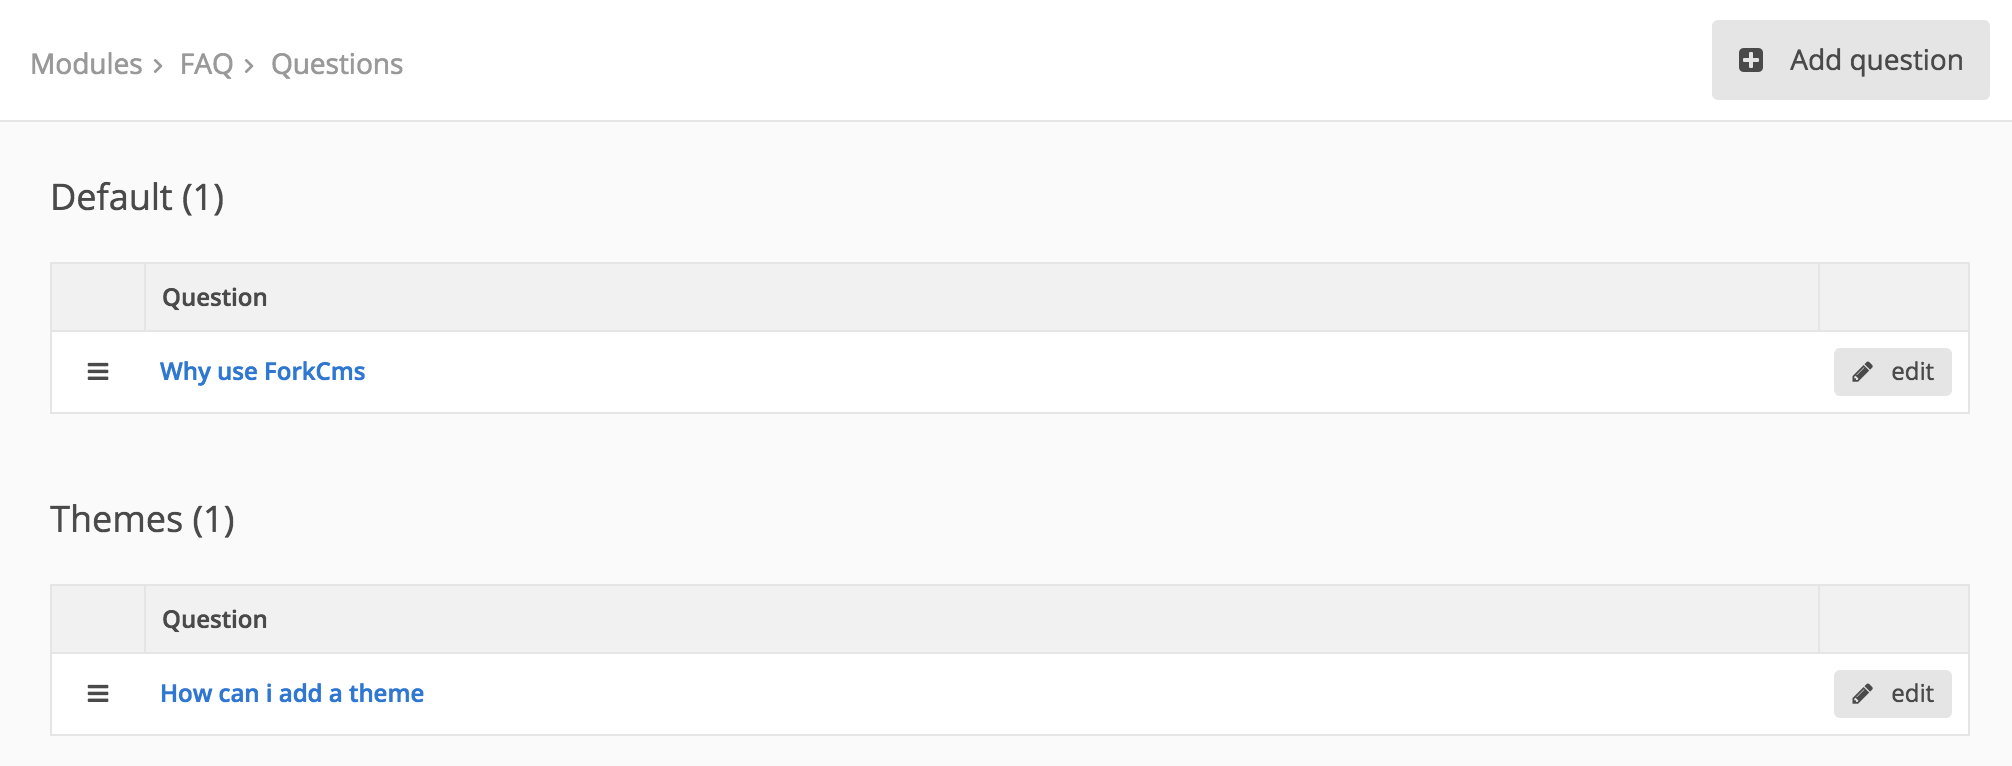 Modules › FAQ › Questions
Add question
Default (1)
Question
Why use ForkCms
edit
Themes (1)
Question
How can i add a theme
edit